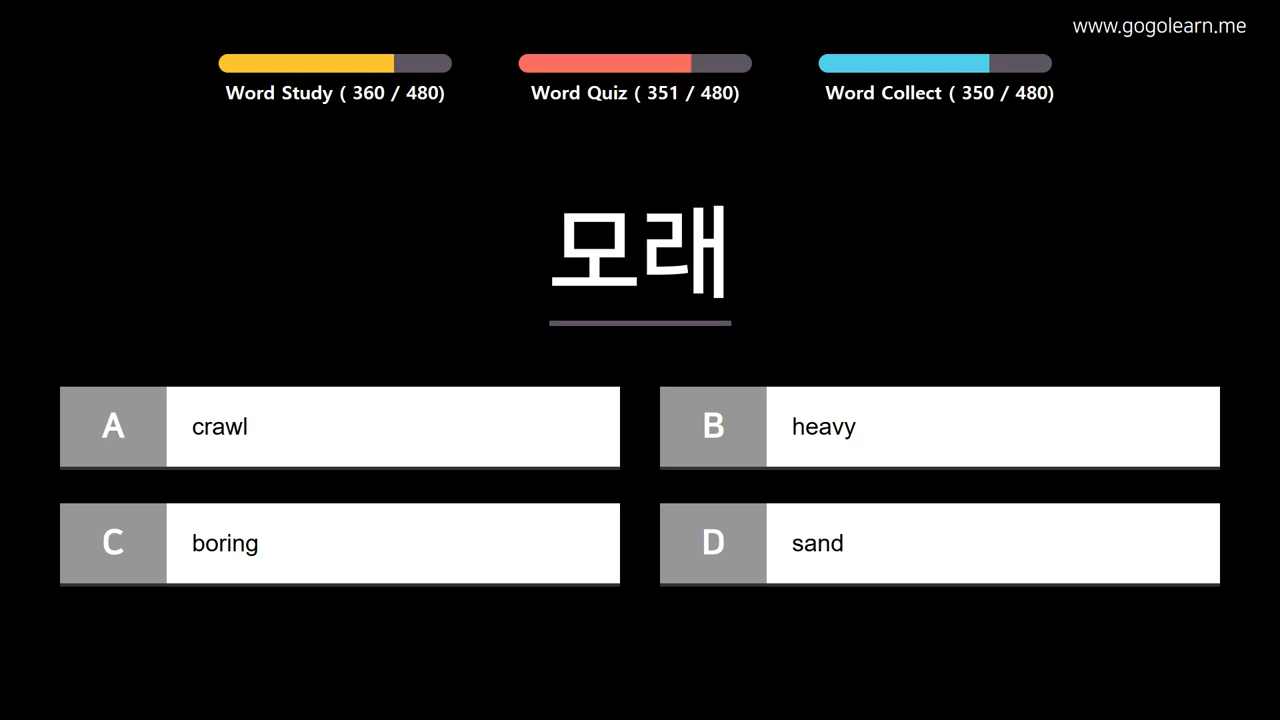 www.gogolearn.me
Word Study ( 360 / 480)
Word Quiz ( 351 / 480)
Word Collect ( 350 / 480)
모래
A crawl
B heavy
C boring
D sand